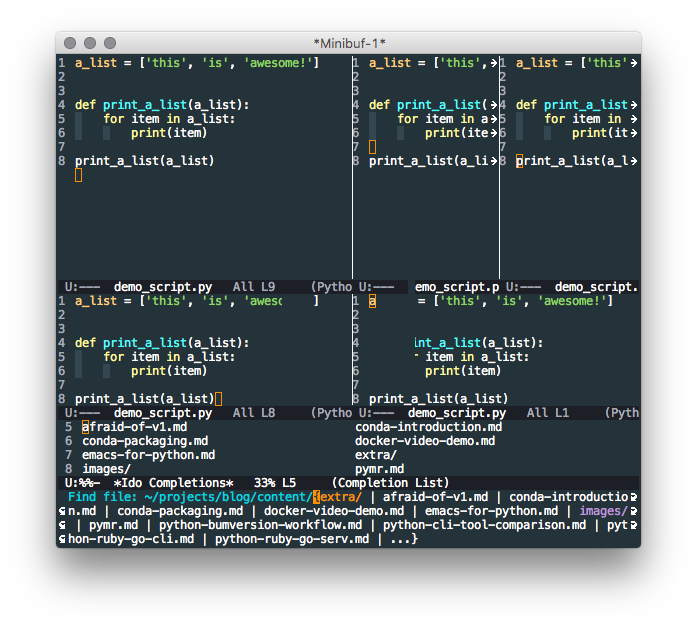 *Minibuf-1*
1 a_list = ['this', 'is', 'awesome!']
2
3
4 def print_a_list(a_list):
5 for item in a_list:
6 print(item)
7
8 print_a_list(a_list)
1 a_list = ['this',
2
3
4 def print_a_list(
5 for item in a
6 print(ite
7
8 print_a_list(a_li
1 a_list = ['this'
2
3
4 def print_a_list
5 for item in
6 print(it
7
8 print_a_list(a_l
U:--- demo_script.py All L9 (Pytho
U:--- emo_script.p
U:--- demo_script.
1 a_list = ['this', 'is', 'awesc ]
2
3
4 def print_a_list(a_list):
5 for item in a_list:
6 print(item)
7
8 print_a_list(a_list)
1 a = ['this', 'is', 'awesome!']
2
3
4 int_a_list(a_list):
5 item in a_list:
6 print(item)
7
8 print_a_list(a_list)
U:--- demo_script.py All L8 (Pytho
U:--- demo_script.py All L1 (Pyth
5 afraid-of-v1.md conda-introduction.md
6 conda-packaging.md docker-video-demo.md
7 emacs-for-python.md extra/
8 images/ pymr.md
U:%%- *Ido Completions* 33% L5 (Completion List)
Find file: ~/projects/blog/content/{extra/ | afraid-of-v1.md | conda-introductio
n.md | conda-packaging.md | docker-video-demo.md | emacs-for-python.md | images/
| pymr.md | python-bumpversion-workflow.md | python-cli-tool-comparison.md | pyt
hon-ruby-go-cli.md | python-ruby-go-serv.md | ...}